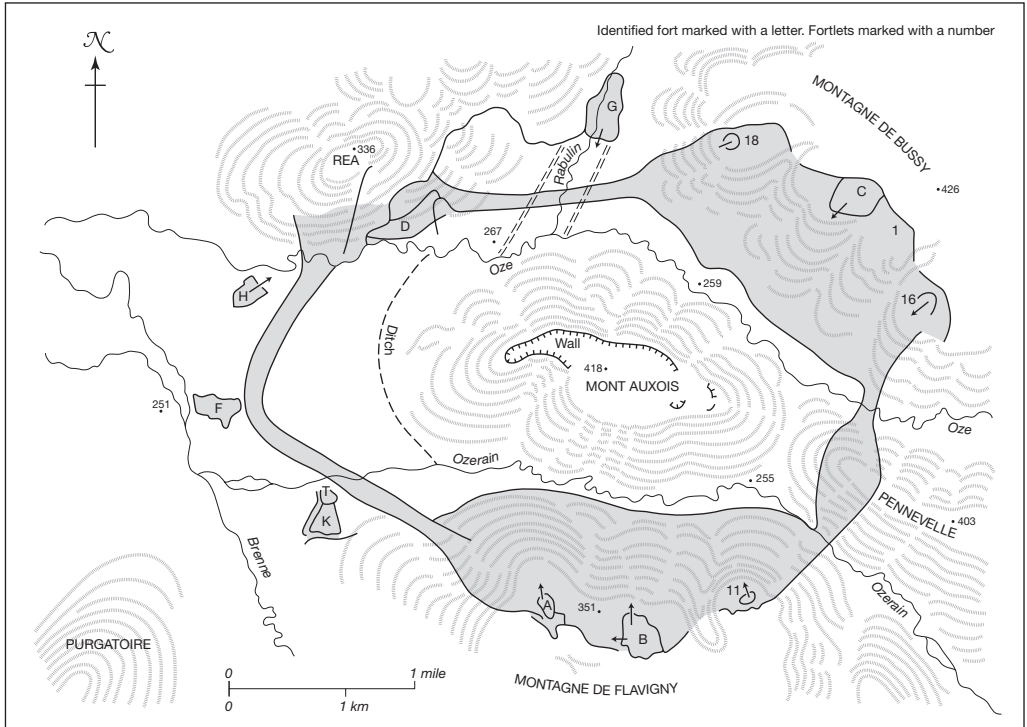 Identified fort marked with a letter. Fortlets marked with a number
N
MONTAGNE DE BUSSY
G
18
Rabulin
336
REA
C
426
1
D
267
Oze
259
16
H
Ditch
Wall
418
MONT AUXOIS
251
F
Oze
Ozerain
255
T
K
PENNEVELLE
403
Brenne
11
A
351
B
Ozerain
PURGATOIRE
0 1 mile
0 1 km
MONTAGNE DE FLAVIGNY